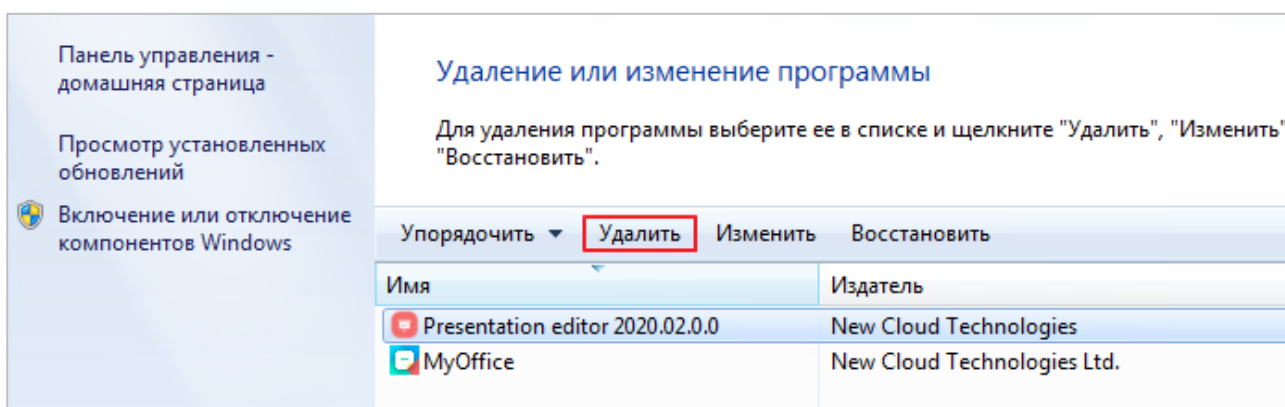 Панель управления -
домашняя страница
Просмотр установленных
обновлений
Включение или отключение
компонентов Windows
Удаление или изменение программы
Для удаления программы выберите ее в списке и щелкните "Удалить", "Изменить"
"Восстановить".
Упорядочить Удалить Изменить Восстановить
Имя Издатель
Presentation editor 2020.02.0.0 New Cloud Technologies
MyOffice New Cloud Technologies Ltd.